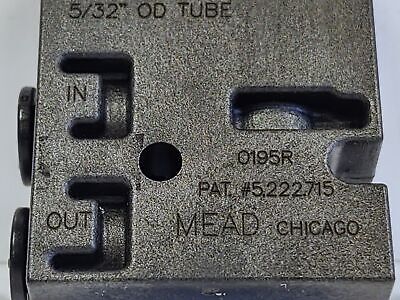 5/32" OD TUBE
IN
0195R
PAT. #5,222,715
OUT
MEAD CHICAGO